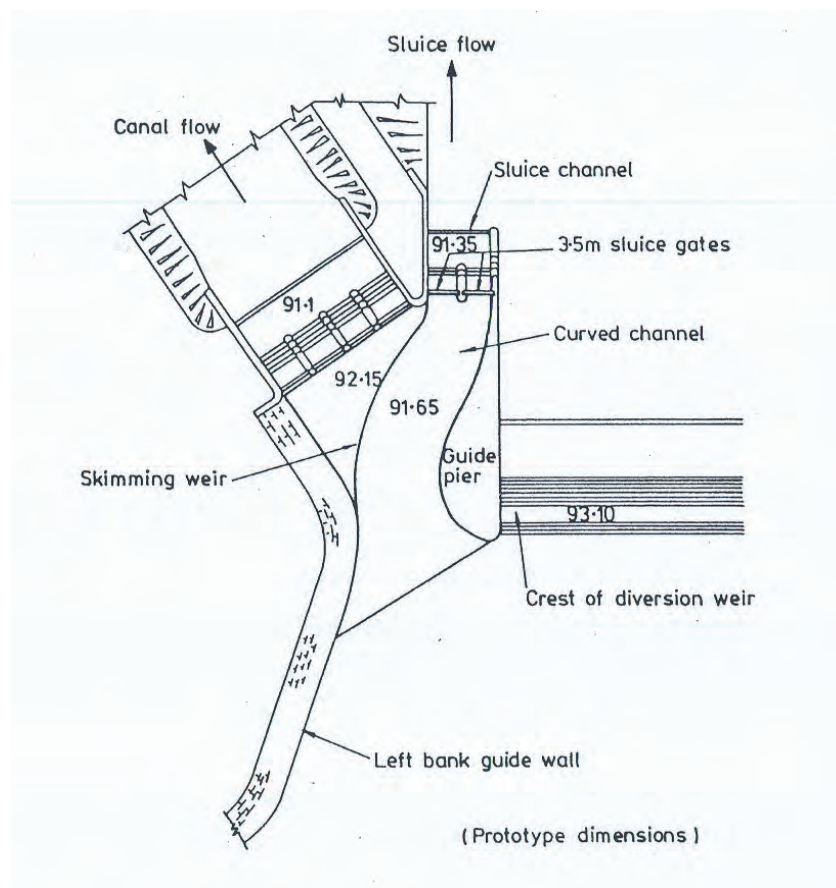 Sluice flow
Canal flow
Sluice channel
91·35
3·5m sluice gates
91·1
Curved channel
92·15
91·65
Skimming weir
Guide
pier
93·10
Crest of diversion weir
Left bank guide wall
(Prototype dimensions)